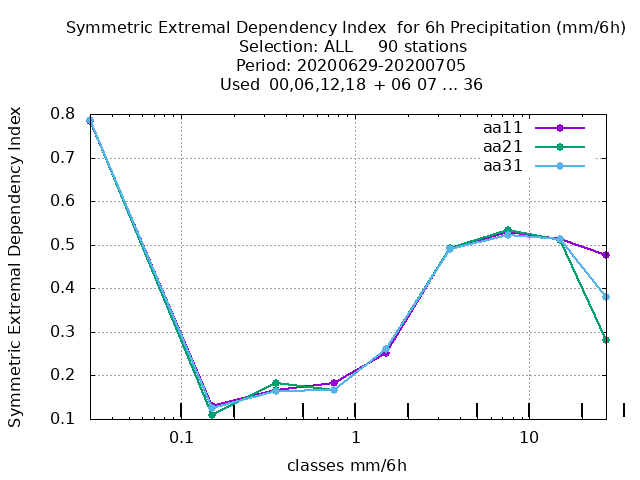 Symmetric Extremal Dependency Index for 6h Precipitation (mm/6h)
Selection: ALL 90 stations
Period: 20200629-20200705
Used 00,06,12,18 + 06 07 ... 36
Symmetric Extremal Dependency Index
0.8
0.7
0.6
0.5
0.4
0.3
0.2
0.1
aa11
aa21
aa31
0.1 1 10
classes mm/6h